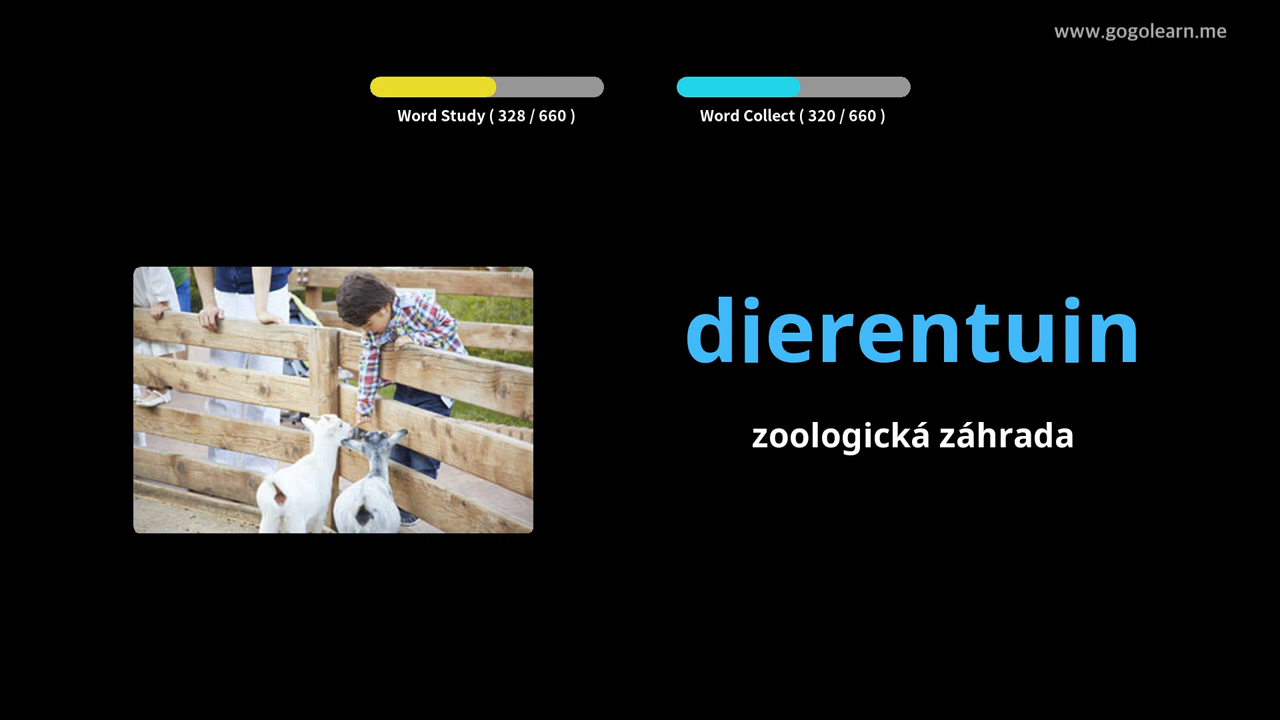 www.gogolearn.me
Word Study ( 328 / 660 )
Word Collect ( 320 / 660 )
dierentuin
zoologická záhrada